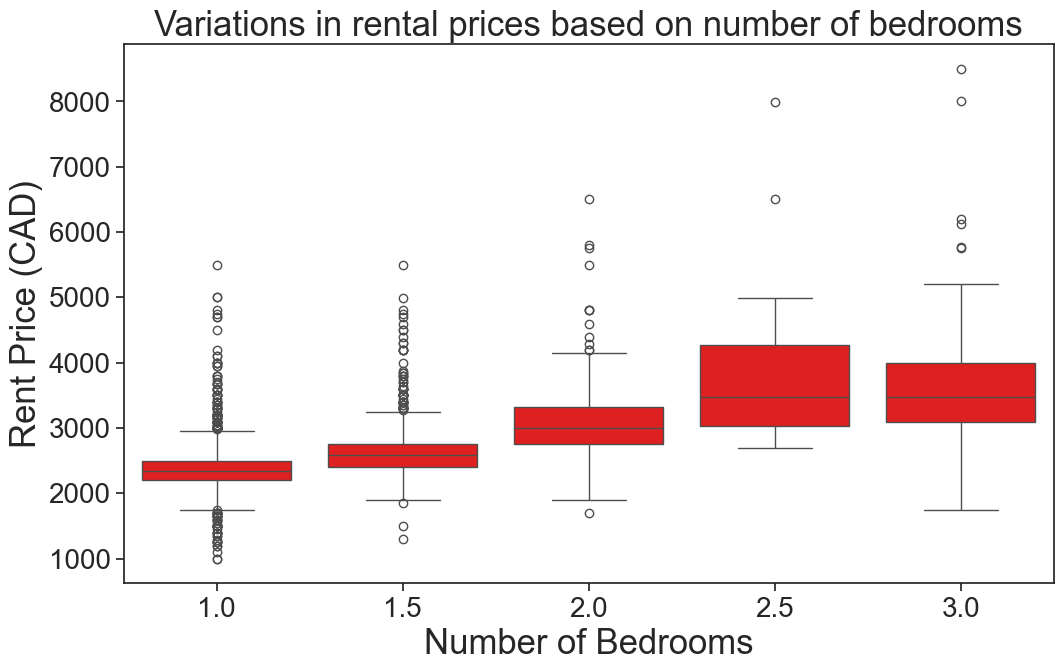 Variations in rental prices based on number of bedrooms
Rent Price (CAD)
8000
7000
6000
5000
4000
3000
2000
1000
1.0 1.5 2.0 2.5 3.0
Number of Bedrooms